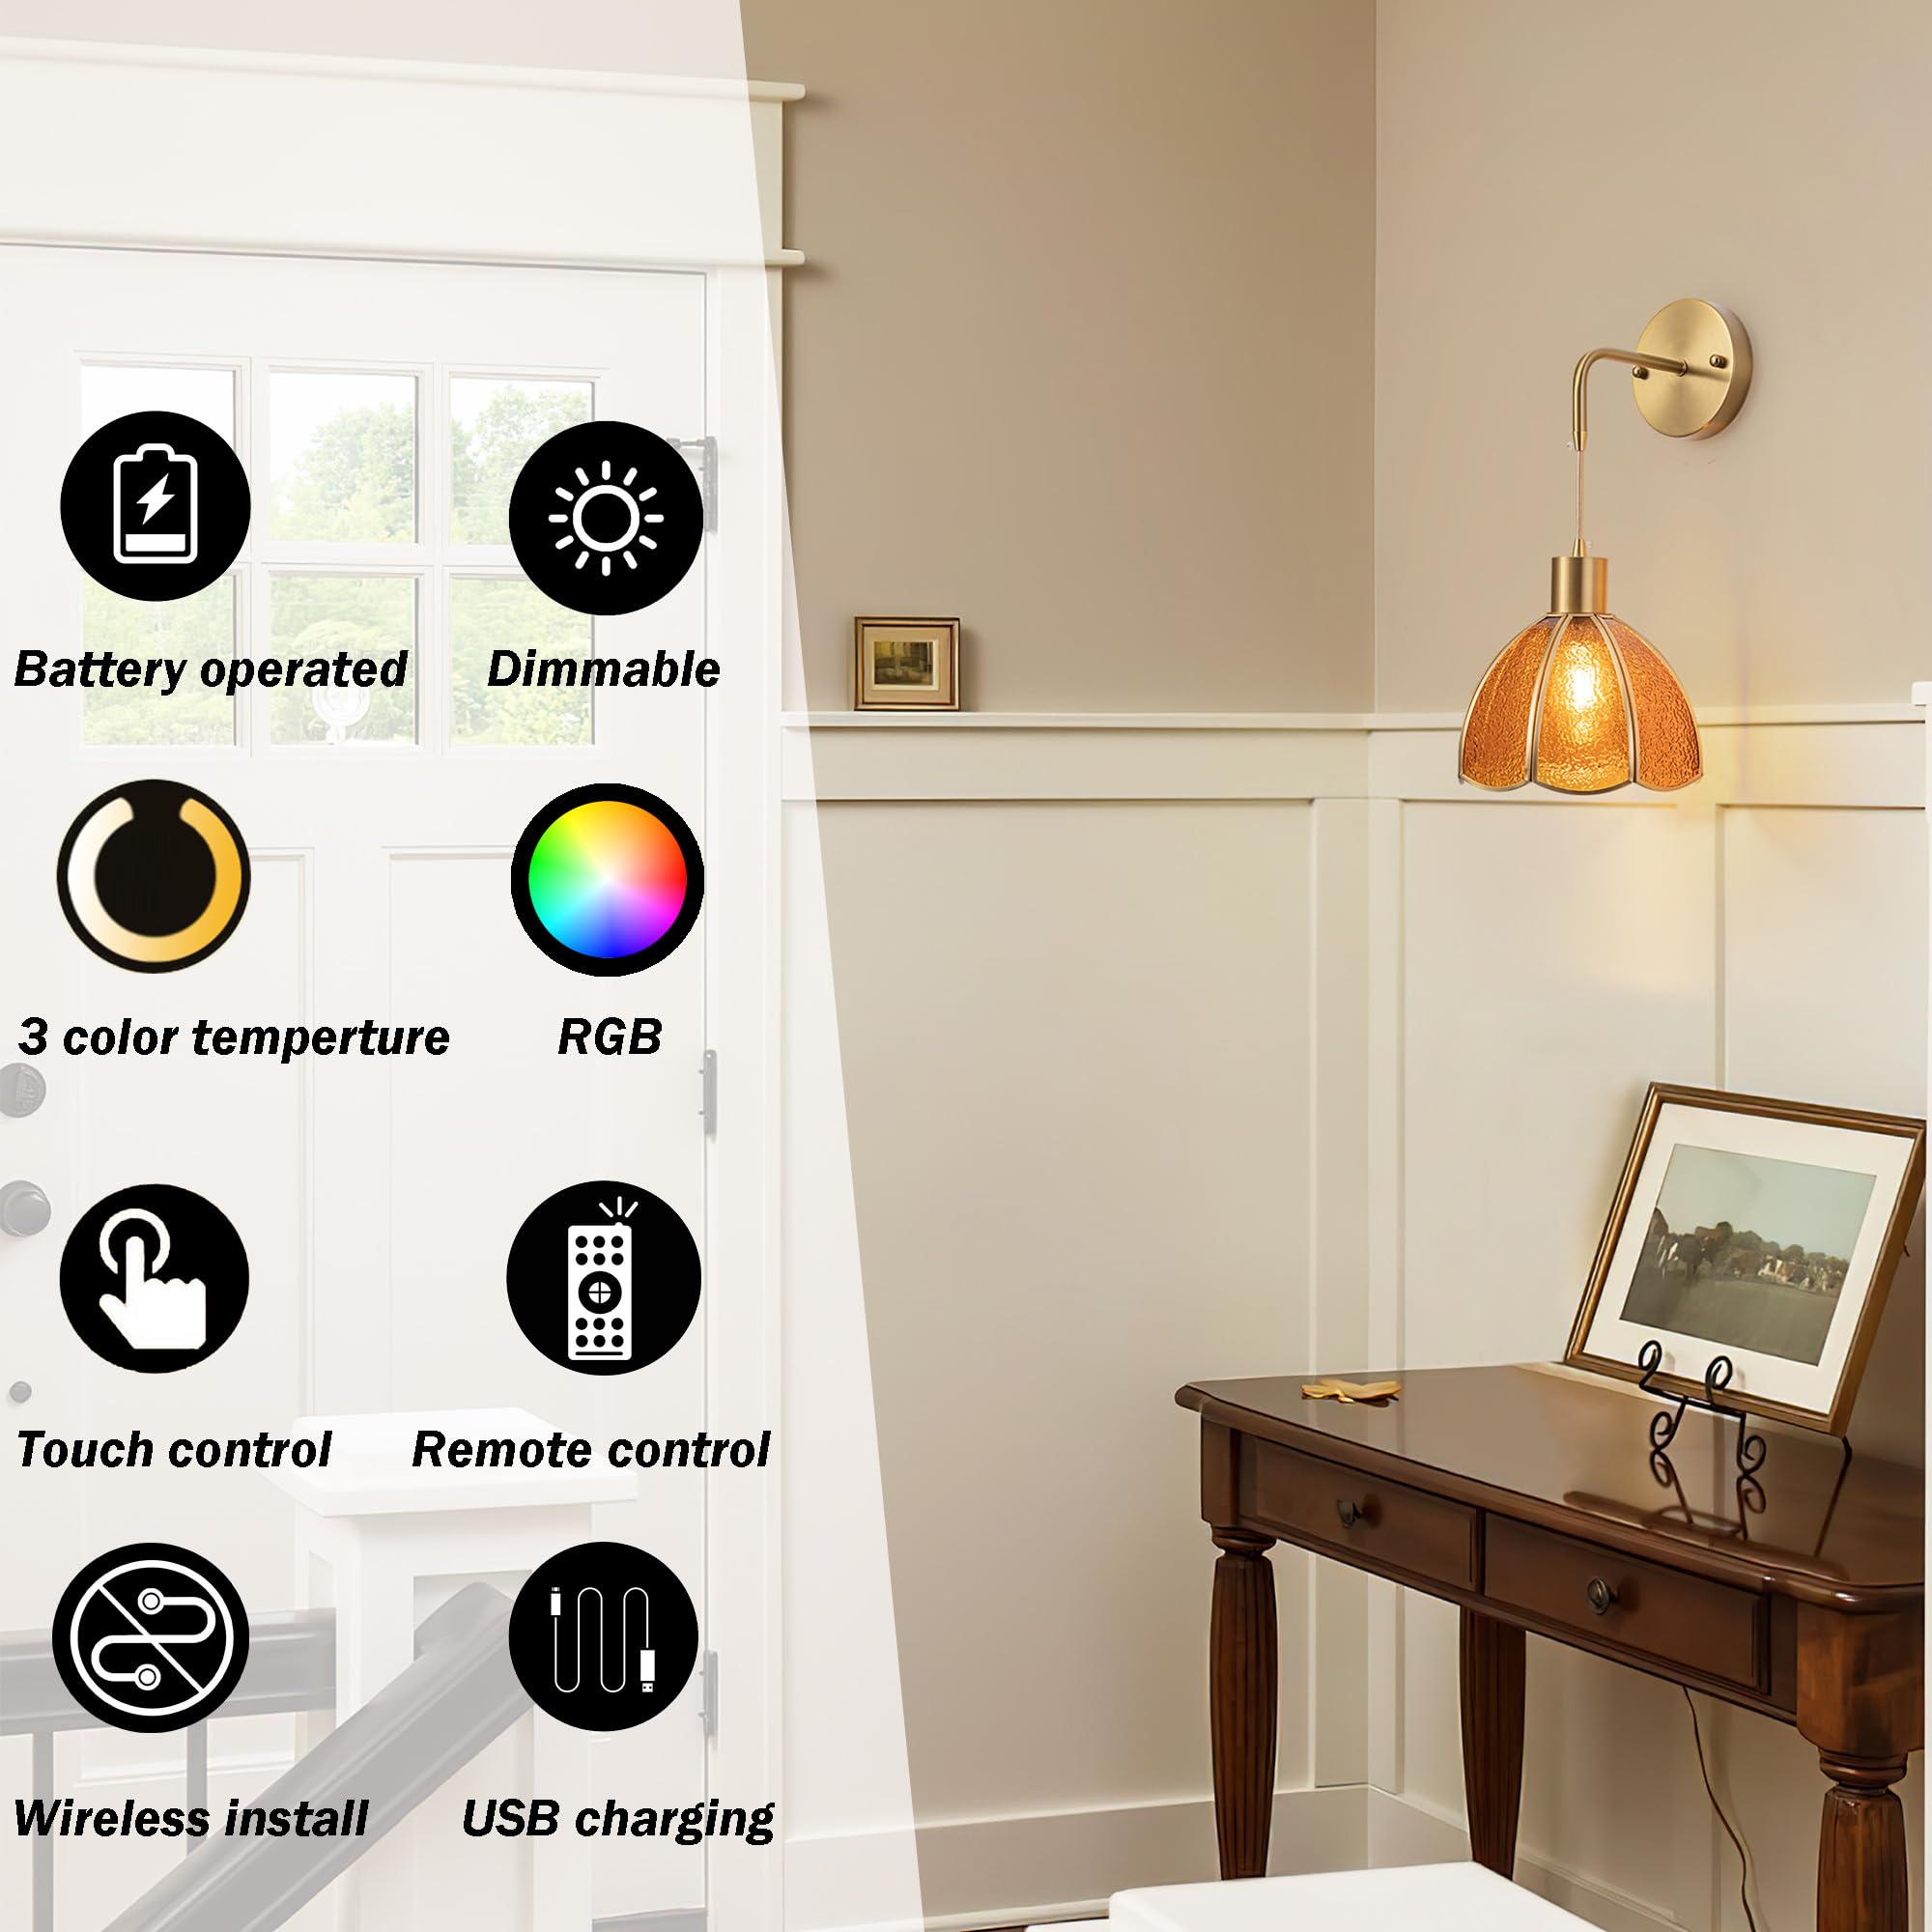 Battery operated
Dimmable
3 color temperture
RGB
Touch control
Remote control
Wireless install
USB charging